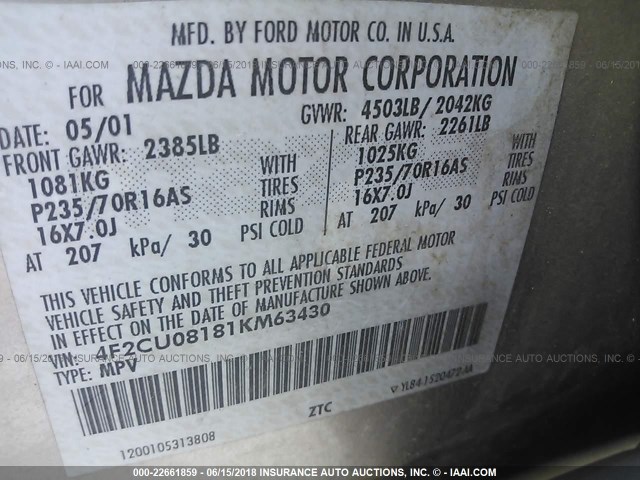 MFD. BY FORD MOTOR CO. IN U.S.A.
FOR MAZDA MOTOR CORPORATION
DATE: 05/01
GVWR: 4503LB/ 2042KG
FRONT GAWR: 2385LB
1081KG WITH
P235/70R16AS TIRES
16X7.0J RIMS
AT 207 kPa/ 30 PSI COLD
REAR GAWR: 2261LB
1025KG WITH
P235/70R16AS TIRES
16X7.0J RIMS
AT 207 kPa/ 30 PSI COLD
THIS VEHICLE CONFORMS TO ALL APPLICABLE FEDERAL MOTOR
VEHICLE SAFETY AND THEFT PREVENTION STANDARDS
IN EFFECT ON THE DATE OF MANUFACTURE SHOWN ABOVE.
VIN: 4F2CU08181KM63430
TYPE: MPV
ZTC
1200105313808
000-22661859 - 06/15/2018 INSURANCE AUTO AUCTIONS, INC. - © - IAAI.COM